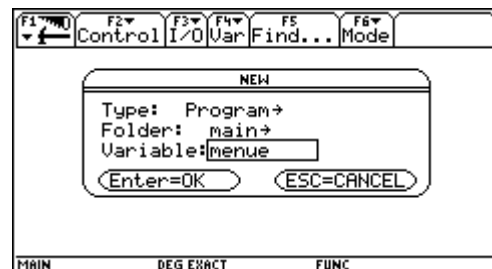 F1 F2 F3 F4 F5 F6
Control I/O Var Find... Mode
NEW
Type: Program→
Folder: main→
Variable: menue
Enter=OK ESC=CANCEL
MAIN DEG EXACT FUNC